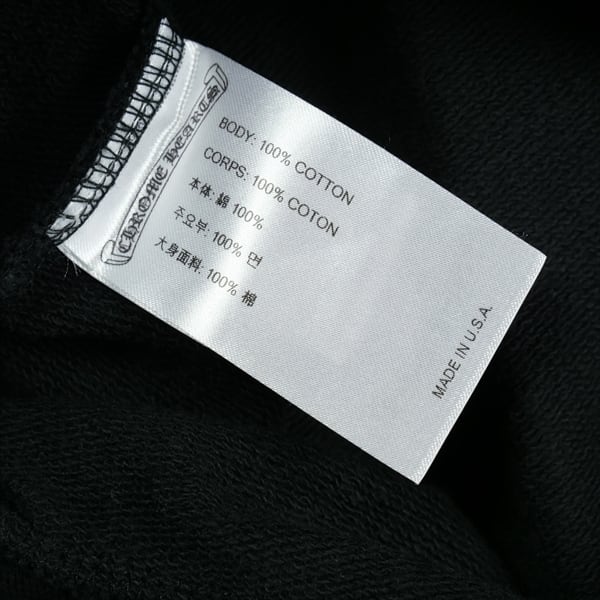 CHROME HEARTS
BODY: 100% COTTON
CORPS: 100% COTON
本体: 綿 100%
주요부: 100% 면
大身面料: 100% 棉
MADE IN U.S.A.